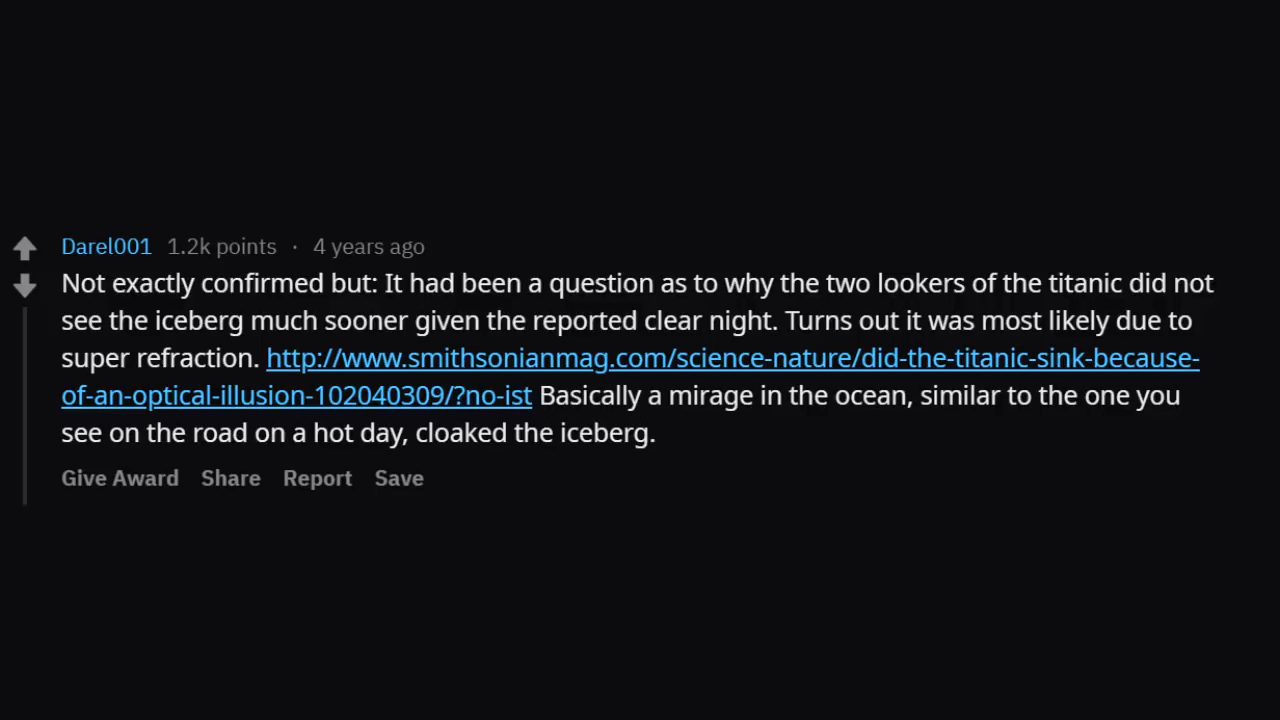 Darel001 1.2k points · 4 years ago
Not exactly confirmed but: It had been a question as to why the two lookers of the titanic did not
see the iceberg much sooner given the reported clear night. Turns out it was most likely due to
super refraction. http://www.smithsonianmag.com/science-nature/did-the-titanic-sink-because-
of-an-optical-illusion-102040309/?no-ist Basically a mirage in the ocean, similar to the one you
see on the road on a hot day, cloaked the iceberg.
Give Award Share Report Save